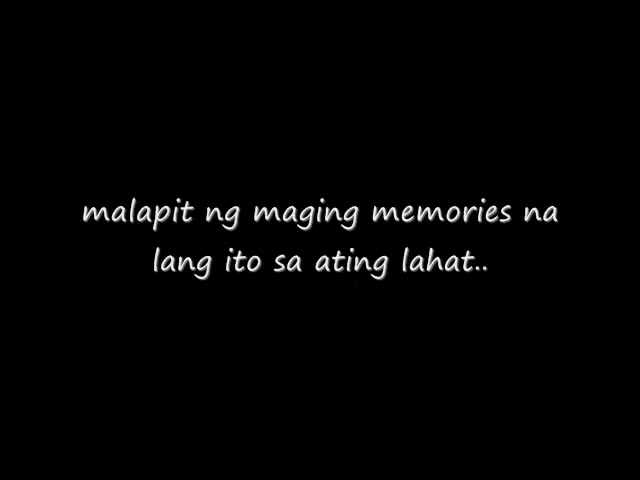 malapit ng maging memories na
lang ito sa ating lahat..